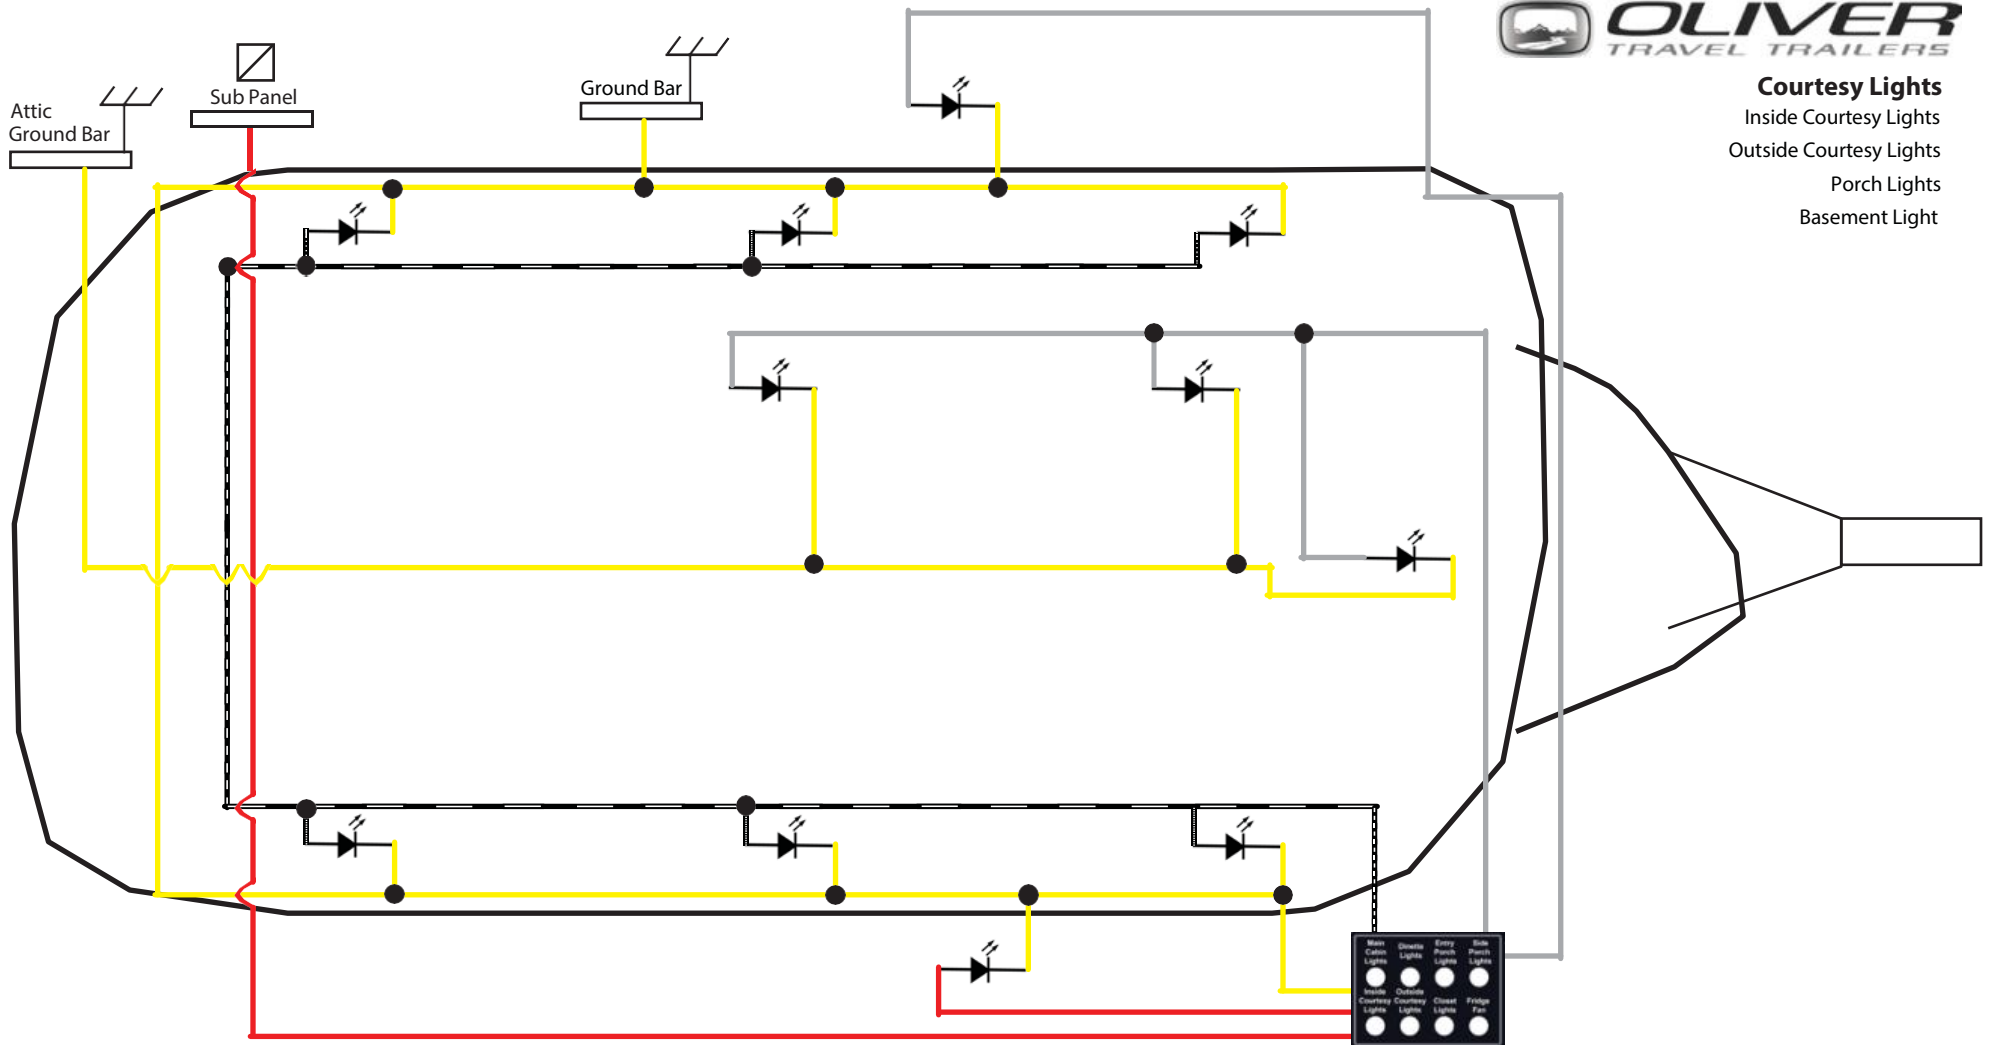 OLIVER
TRAVEL TRAILERS
Courtesy Lights
Inside Courtesy Lights
Outside Courtesy Lights
Porch Lights
Basement Light
Attic
Ground Bar
Sub Panel
Ground Bar
Main
Cabin
Lights
Dinette
Lights
Entry
Porch
Lights
Side
Porch
Lights
Inside
Courtesy
Lights
Outside
Courtesy
Lights
Closet
Lights
Fridge
Fan